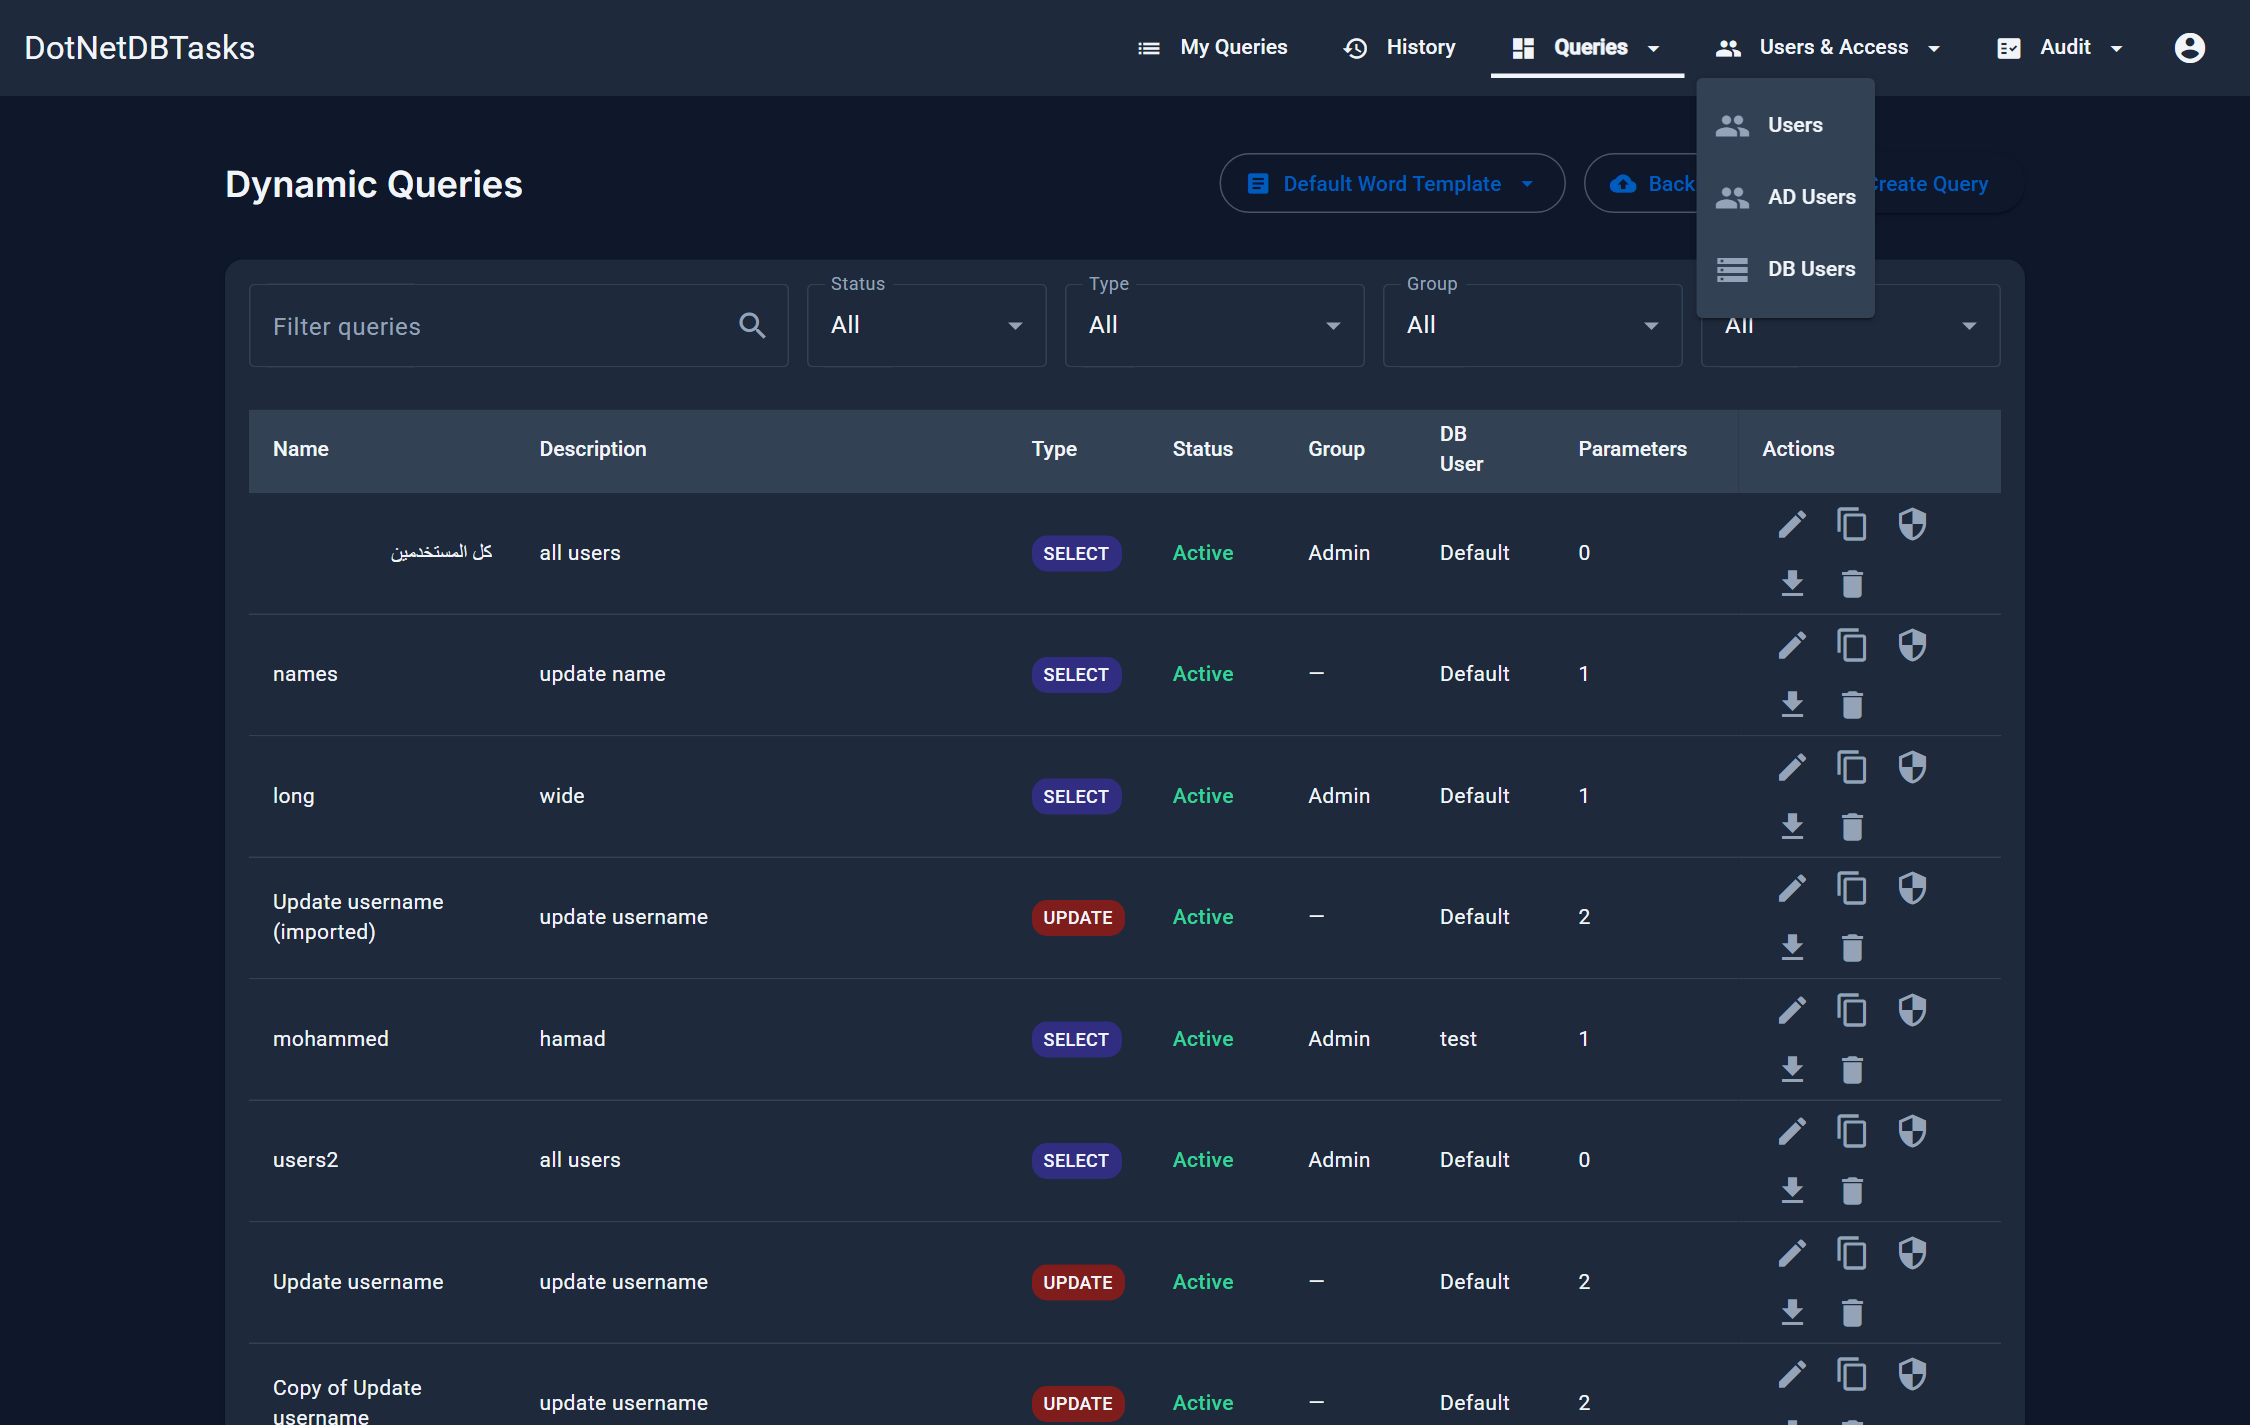 DotNetDBTasks
My Queries
History
Queries
Users & Access
Audit
Users
AD Users
DB Users
Dynamic Queries
Default Word Template
Back
Create Query
Filter queries
Status
All
Type
All
Group
All
All
Name
Description
Type
Status
Group
DB
User
Parameters
Actions
كل المستخدمين
all users
SELECT
Active
Admin
Default
0
names
update name
SELECT
Active
—
Default
1
long
wide
SELECT
Active
Admin
Default
1
Update username
(imported)
update username
UPDATE
Active
—
Default
2
mohammed
hamad
SELECT
Active
Admin
test
1
users2
all users
SELECT
Active
Admin
Default
0
Update username
update username
UPDATE
Active
—
Default
2
Copy of Update
username
update username
UPDATE
Active
—
Default
2